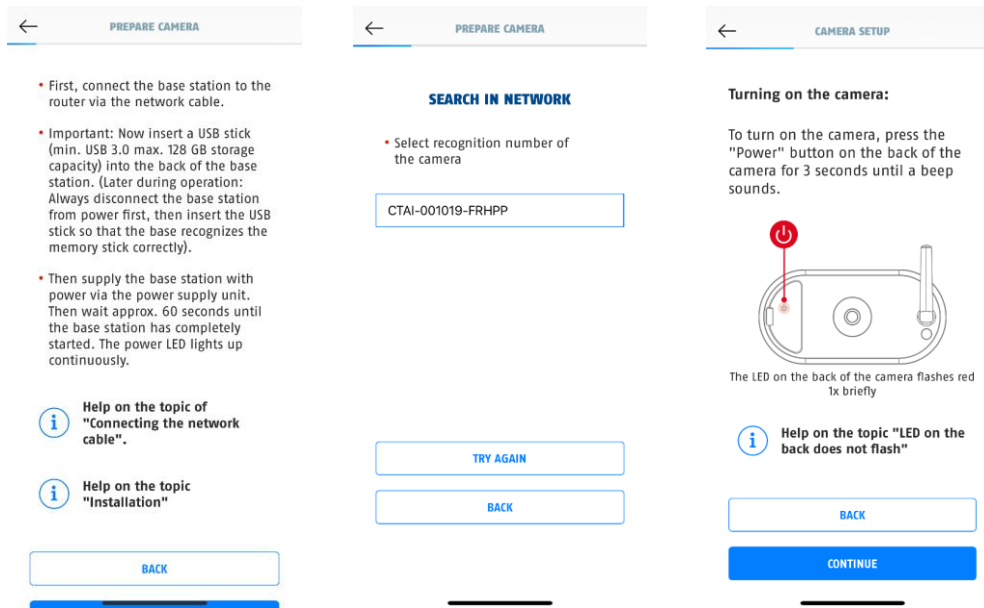 PREPARE CAMERA
• First, connect the base station to the
router via the network cable.
• Important: Now insert a USB stick
(min. USB 3.0 max. 128 GB storage
capacity) into the back of the base
station. (Later during operation:
Always disconnect the base station
from power first, then insert the USB
stick so that the base recognizes the
memory stick correctly).
• Then supply the base station with
power via the power supply unit.
Then wait approx. 60 seconds until
the base station has completely
started. The power LED lights up
continuously.
Help on the topic of
"Connecting the network
cable".
Help on the topic
"Installation"
BACK
PREPARE CAMERA
SEARCH IN NETWORK
• Select recognition number of
the camera
CTAI-001019-FRHPP
TRY AGAIN
BACK
CAMERA SETUP
Turning on the camera:
To turn on the camera, press the
"Power" button on the back of the
camera for 3 seconds until a beep
sounds.
The LED on the back of the camera flashes red
1x briefly
Help on the topic "LED on the
back does not flash"
BACK
CONTINUE